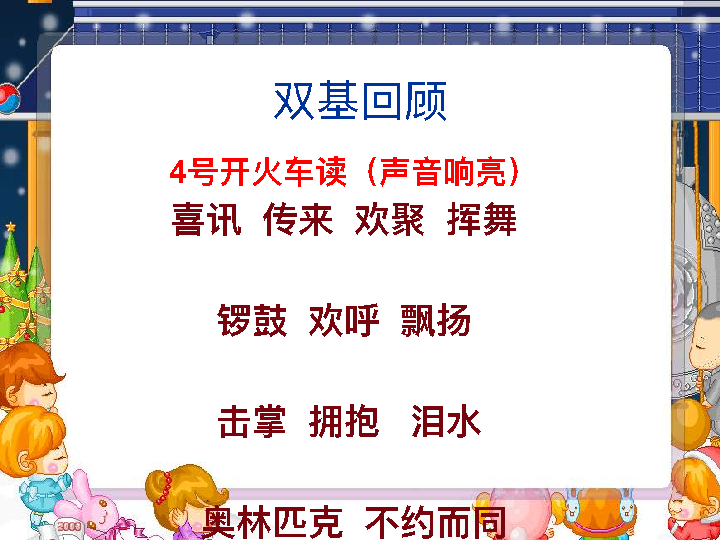 双基回顾
4号开火车读（声音响亮）
喜讯 传来 欢聚 挥舞
锣鼓 欢呼 飘扬
击掌 拥抱 泪水
奥林匹克 不约而同
2008